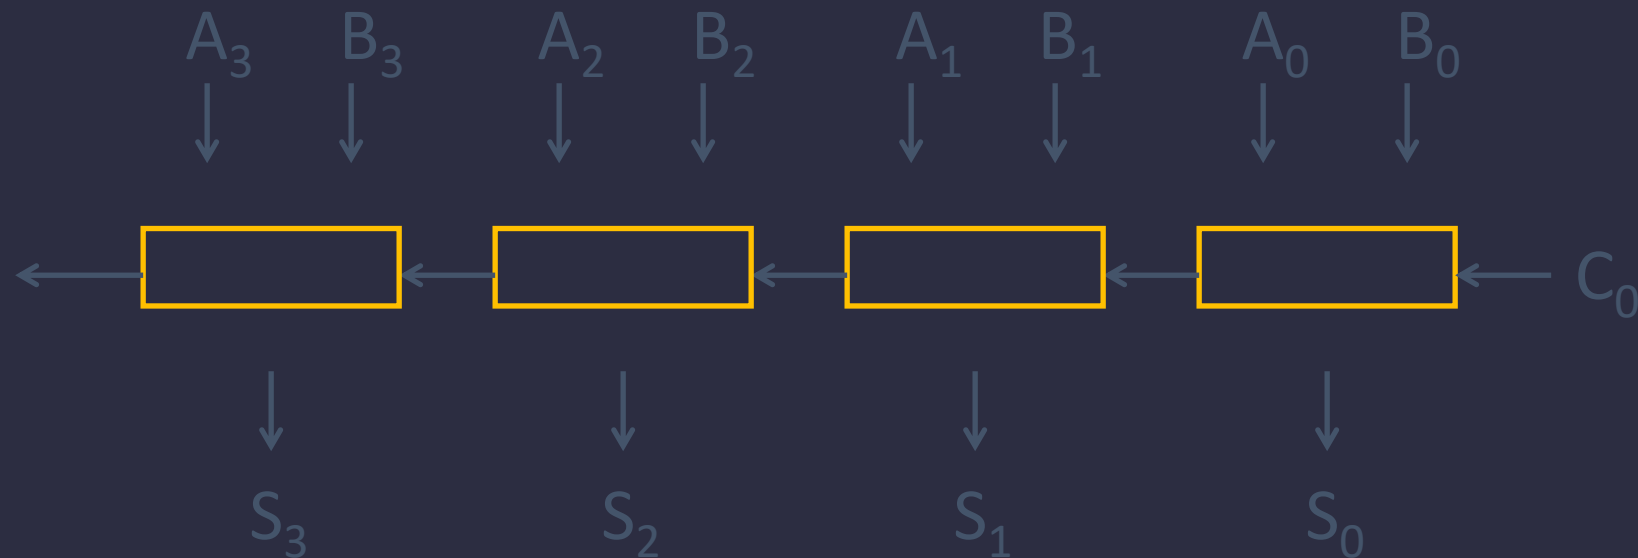 A₃ B₃ A₂ B₂ A₁ B₁ A₀ B₀
C₀
S₃ S₂ S₁ S₀